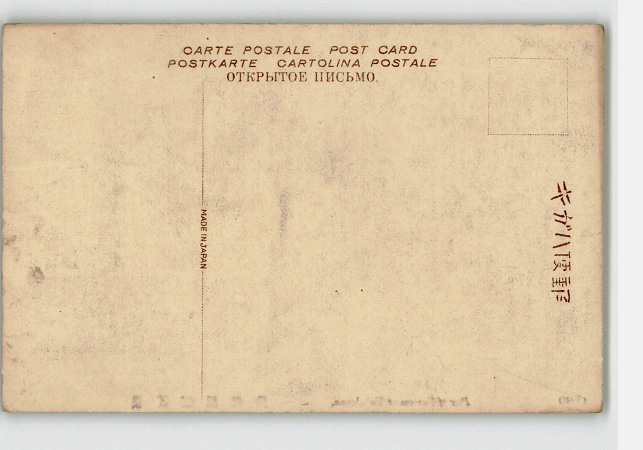 CARTE POSTALE POST CARD
POSTKARTE CARTOLINA POSTALE
ОТКРЫТОЕ ПИСЬМО.
MADE IN JAPAN
キガハ便郵